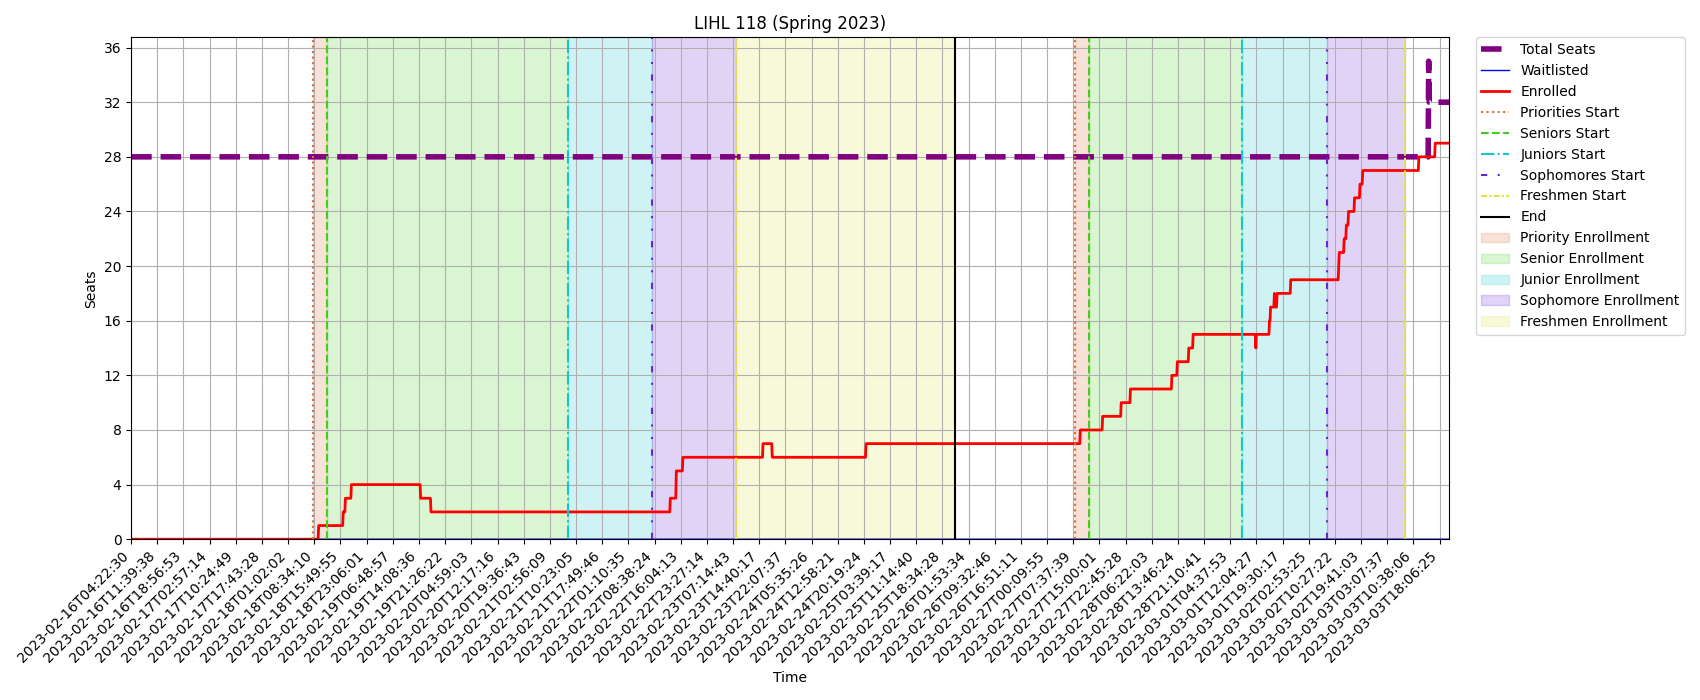 LIHL 118 (Spring 2023)
36
32
28
24
20
16
12
8
4
0
Seats
2023-02-16T04:22:30
2023-02-16T11:39:38
2023-02-16T18:56:53
2023-02-17T02:57:14
2023-02-17T10:24:49
2023-02-17T17:43:28
2023-02-18T01:02:02
2023-02-18T08:34:10
2023-02-18T15:49:55
2023-02-18T23:06:01
2023-02-19T06:48:57
2023-02-19T14:08:36
2023-02-19T21:26:22
2023-02-20T04:59:03
2023-02-20T12:17:16
2023-02-20T19:36:43
2023-02-21T02:56:09
2023-02-21T10:23:05
2023-02-21T17:49:46
2023-02-22T01:10:35
2023-02-22T08:38:24
2023-02-22T16:04:13
2023-02-22T23:27:14
2023-02-23T07:14:43
2023-02-23T14:40:17
2023-02-23T22:07:37
2023-02-24T05:35:26
2023-02-24T12:58:21
2023-02-24T20:19:24
2023-02-25T03:39:17
2023-02-25T11:14:40
2023-02-25T18:34:28
2023-02-26T01:53:34
2023-02-26T09:32:46
2023-02-26T16:51:11
2023-02-27T00:09:55
2023-02-27T07:37:39
2023-02-27T15:00:01
2023-02-27T22:45:28
2023-02-28T06:22:03
2023-02-28T13:46:24
2023-02-28T21:10:41
2023-03-01T04:37:53
2023-03-01T12:04:27
2023-03-01T19:30:17
2023-03-02T02:53:25
2023-03-02T10:27:22
2023-03-02T19:41:03
2023-03-03T03:07:37
2023-03-03T10:38:06
2023-03-03T18:06:25
Time
Total Seats
Waitlisted
Enrolled
Priorities Start
Seniors Start
Juniors Start
Sophomores Start
Freshmen Start
End
Priority Enrollment
Senior Enrollment
Junior Enrollment
Sophomore Enrollment
Freshmen Enrollment